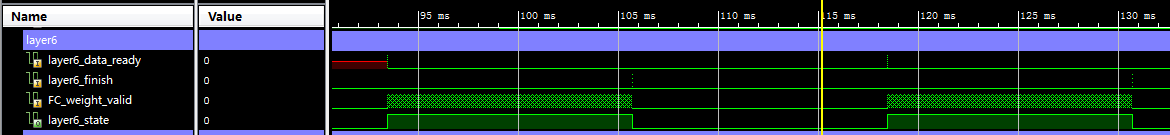 Name Value 95 ms 100 ms 105 ms 110 ms 115 ms 120 ms 125 ms 130 ms
layer6
layer6_data_ready 0
layer6_finish 0
FC_weight_valid 0
layer6_state 0